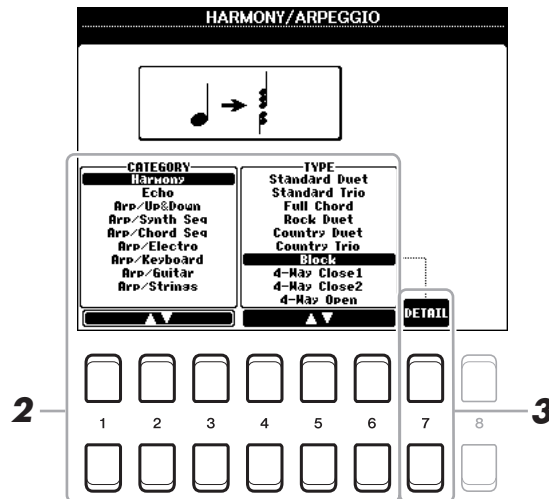 HARMONY/ARPEGGIO
CATEGORY
Harmony
Echo
Arp/Up&Down
Arp/Synth Seq
Arp/Chord Seq
Arp/Electro
Arp/Keyboard
Arp/Guitar
Arp/Strings
▲▼
TYPE
Standard Duet
Standard Trio
Full Chord
Rock Duet
Country Duet
Country Trio
Block
4-Way Close1
4-Way Close2
4-Way Open
▲▼
DETAIL
2
1 2 3 4 5 6 7 8
3